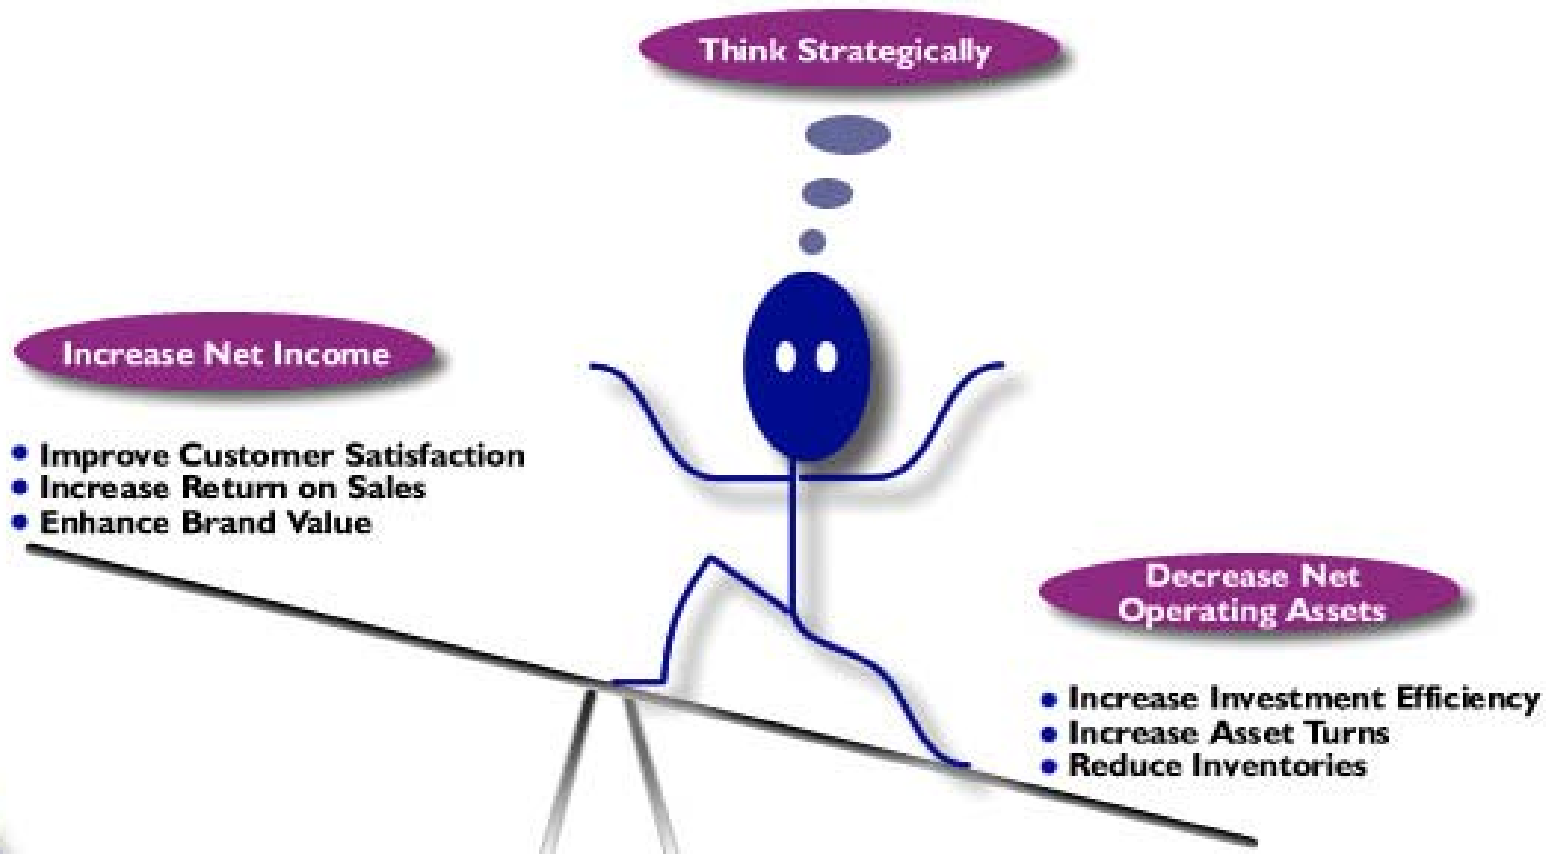 Think Strategically
Increase Net Income
• Improve Customer Satisfaction
• Increase Return on Sales
• Enhance Brand Value
Decrease Net
Operating Assets
• Increase Investment Efficiency
• Increase Asset Turns
• Reduce Inventories